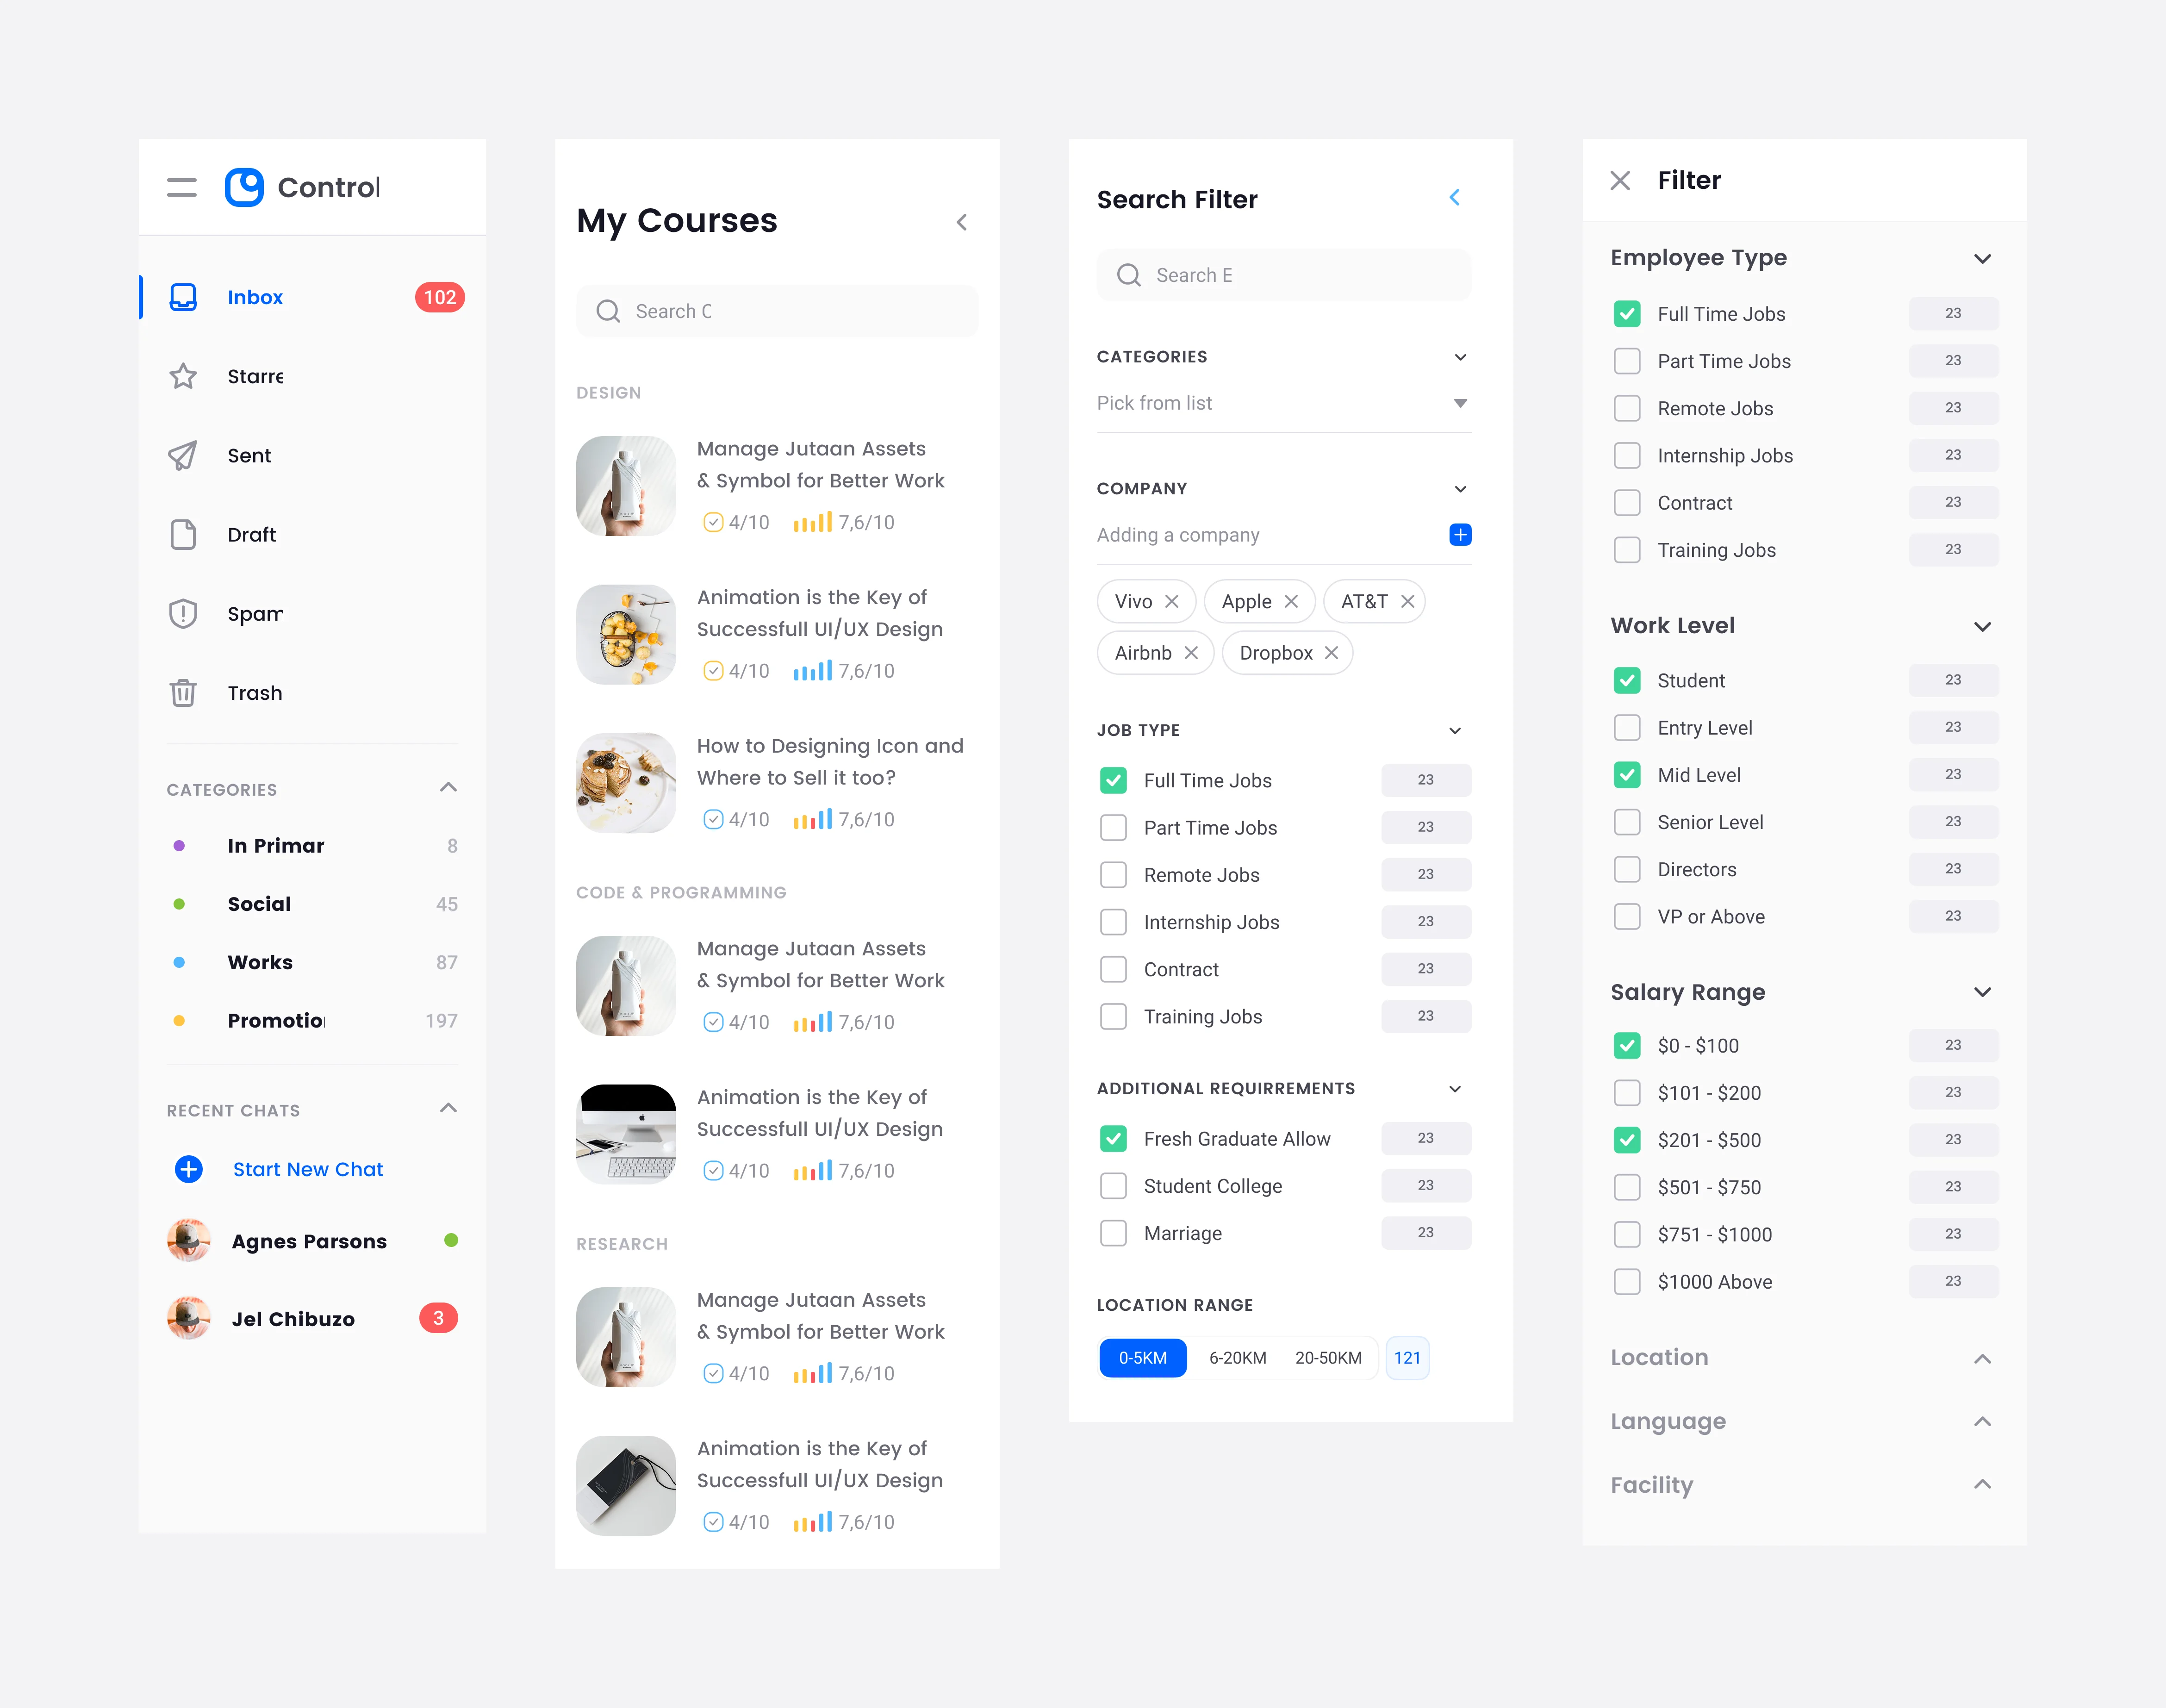 Control
Inbox
102
Starre
Sent
Draft
Spam
Trash
CATEGORIES
In Primar
8
Social
45
Works
87
Promotio
197
RECENT CHATS
Start New Chat
Agnes Parsons
Jel Chibuzo
3
My Courses
Search C
DESIGN
Manage Jutaan Assets
& Symbol for Better Work
4/10 7,6/10
Animation is the Key of
Successfull UI/UX Design
4/10 7,6/10
How to Designing Icon and
Where to Sell it too?
4/10 7,6/10
CODE & PROGRAMMING
Manage Jutaan Assets
& Symbol for Better Work
4/10 7,6/10
Animation is the Key of
Successfull UI/UX Design
4/10 7,6/10
RESEARCH
Manage Jutaan Assets
& Symbol for Better Work
4/10 7,6/10
Animation is the Key of
Successfull UI/UX Design
4/10 7,6/10
Search Filter
Search E
CATEGORIES
Pick from list
COMPANY
Adding a company
Vivo Apple AT&T
Airbnb Dropbox
JOB TYPE
Full Time Jobs 23
Part Time Jobs 23
Remote Jobs 23
Internship Jobs 23
Contract 23
Training Jobs 23
ADDITIONAL REQUIRREMENTS
Fresh Graduate Allow 23
Student College 23
Marriage 23
LOCATION RANGE
0-5KM 6-20KM 20-50KM 121
Filter
Employee Type
Full Time Jobs 23
Part Time Jobs 23
Remote Jobs 23
Internship Jobs 23
Contract 23
Training Jobs 23
Work Level
Student 23
Entry Level 23
Mid Level 23
Senior Level 23
Directors 23
VP or Above 23
Salary Range
$0 - $100 23
$101 - $200 23
$201 - $500 23
$501 - $750 23
$751 - $1000 23
$1000 Above 23
Location
Language
Facility